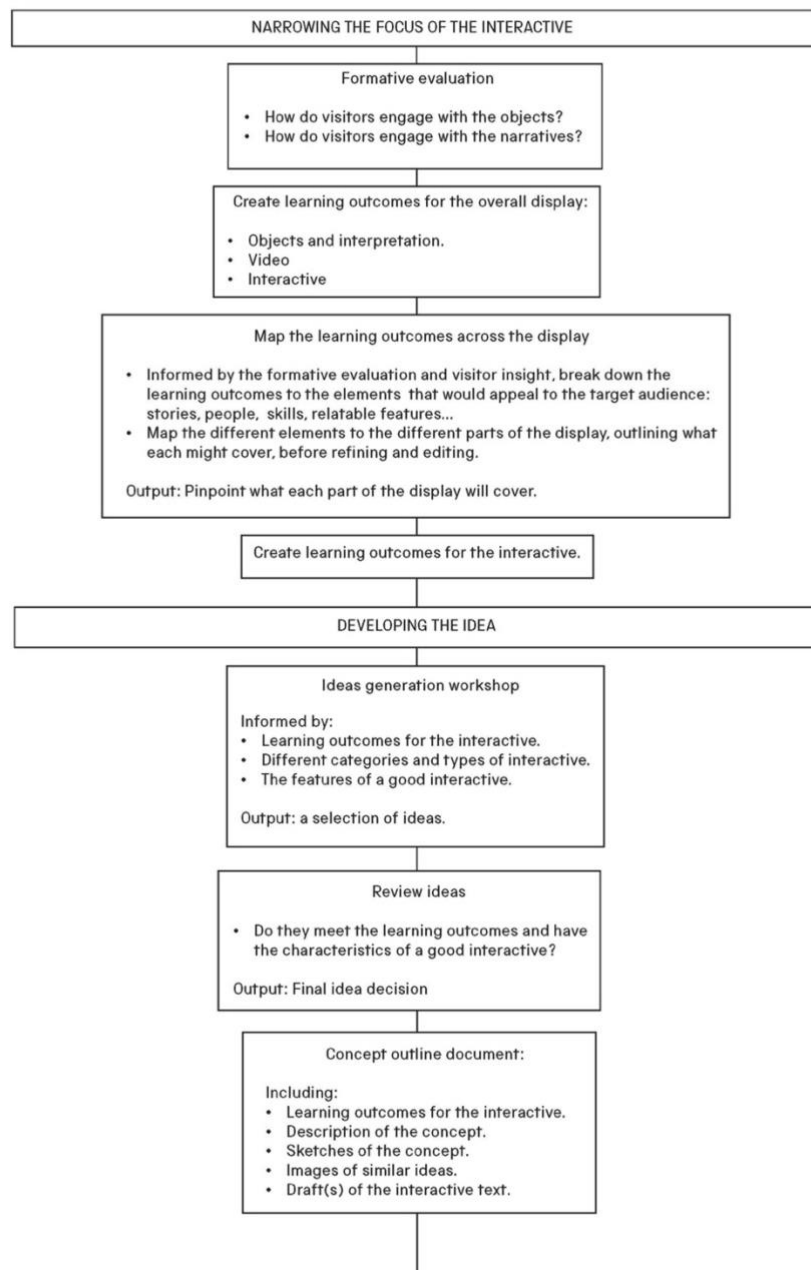 NARROWING THE FOCUS OF THE INTERACTIVE
Formative evaluation
• How do visitors engage with the objects?
• How do visitors engage with the narratives?
Create learning outcomes for the overall display:
• Objects and interpretation.
• Video
• Interactive
Map the learning outcomes across the display
• Informed by the formative evaluation and visitor insight, break down the
learning outcomes to the elements that would appeal to the target audience:
stories, people, skills, relatable features...
• Map the different elements to the different parts of the display, outlining what
each might cover, before refining and editing.
Output: Pinpoint what each part of the display will cover.
Create learning outcomes for the interactive.
DEVELOPING THE IDEA
Ideas generation workshop
Informed by:
• Learning outcomes for the interactive.
• Different categories and types of interactive.
• The features of a good interactive.
Output: a selection of ideas.
Review ideas
• Do they meet the learning outcomes and have
the characteristics of a good interactive?
Output: Final idea decision
Concept outline document:
Including:
• Learning outcomes for the interactive.
• Description of the concept.
• Sketches of the concept.
• Images of similar ideas.
• Draft(s) of the interactive text.